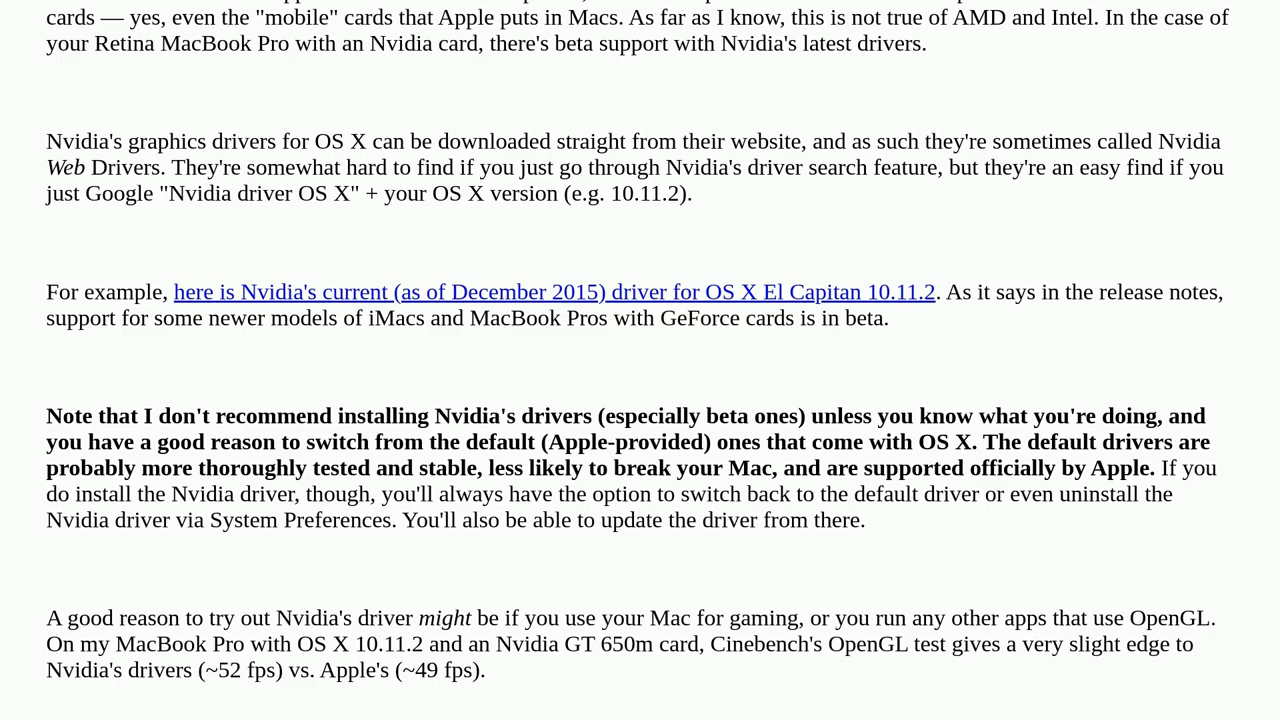 cards — yes, even the "mobile" cards that Apple puts in Macs. As far as I know, this is not true of AMD and Intel. In the case of
your Retina MacBook Pro with an Nvidia card, there's beta support with Nvidia's latest drivers.
Nvidia's graphics drivers for OS X can be downloaded straight from their website, and as such they're sometimes called Nvidia
Web Drivers. They're somewhat hard to find if you just go through Nvidia's driver search feature, but they're an easy find if you
just Google "Nvidia driver OS X" + your OS X version (e.g. 10.11.2).
For example, here is Nvidia's current (as of December 2015) driver for OS X El Capitan 10.11.2. As it says in the release notes,
support for some newer models of iMacs and MacBook Pros with GeForce cards is in beta.
Note that I don't recommend installing Nvidia's drivers (especially beta ones) unless you know what you're doing, and
you have a good reason to switch from the default (Apple-provided) ones that come with OS X. The default drivers are
probably more thoroughly tested and stable, less likely to break your Mac, and are supported officially by Apple. If you
do install the Nvidia driver, though, you'll always have the option to switch back to the default driver or even uninstall the
Nvidia driver via System Preferences. You'll also be able to update the driver from there.
A good reason to try out Nvidia's driver might be if you use your Mac for gaming, or you run any other apps that use OpenGL.
On my MacBook Pro with OS X 10.11.2 and an Nvidia GT 650m card, Cinebench's OpenGL test gives a very slight edge to
Nvidia's drivers (~52 fps) vs. Apple's (~49 fps).